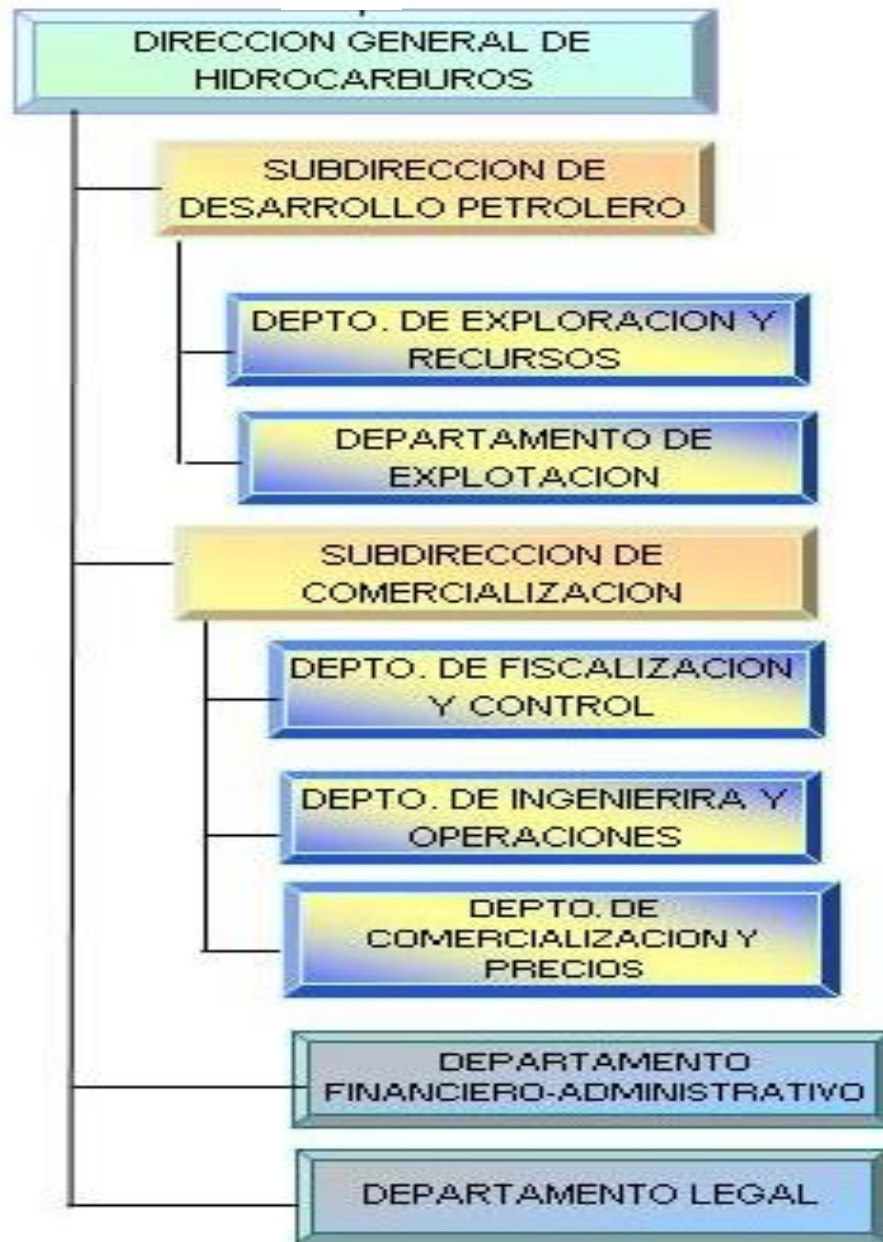 DIRECCION GENERAL DE
HIDROCARBUROS
SUBDIRECCION DE
DESARROLLO PETROLERO
DEPTO. DE EXPLORACION Y
RECURSOS
DEPARTAMENTO DE
EXPLOTACION
SUBDIRECCION DE
COMERCIALIZACION
DEPTO. DE FISCALIZACION
Y CONTROL
DEPTO. DE INGENIERIRA Y
OPERACIONES
DEPTO. DE
COMERCIALIZACION Y
PRECIOS
DEPARTAMENTO
FINANCIERO-ADMINISTRATIVO
DEPARTAMENTO LEGAL